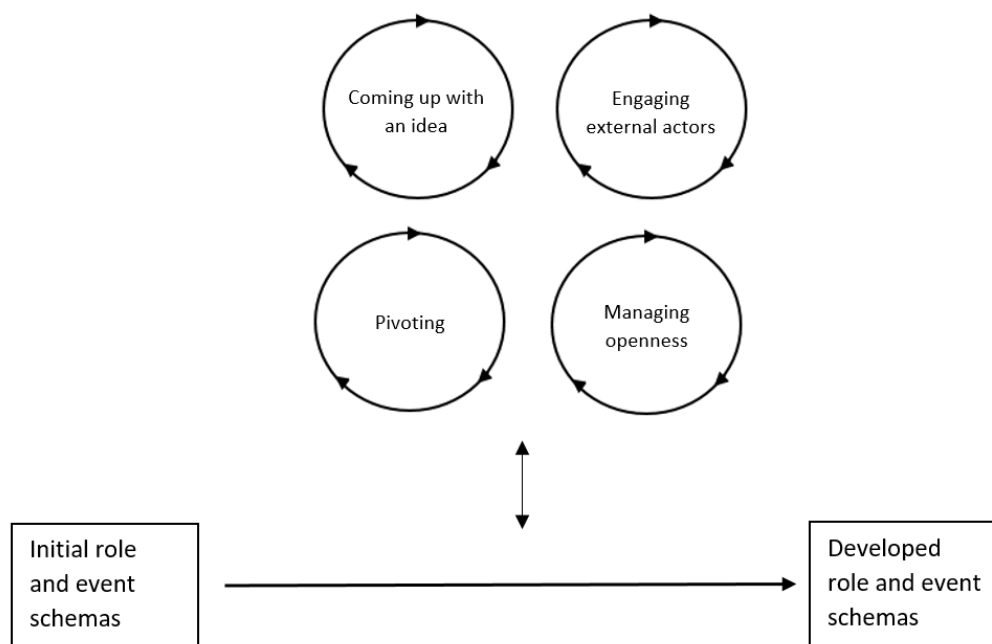 Coming up with
an idea
Engaging
external actors
Pivoting
Managing
openness
Initial role
and event
schemas
Developed
role and event
schemas